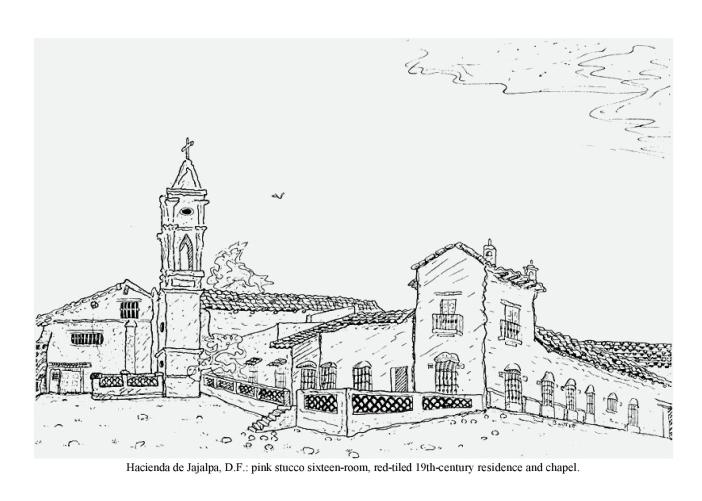 Hacienda de Jajalpa, D.F.: pink stucco sixteen-room, red-tiled 19th-century residence and chapel.